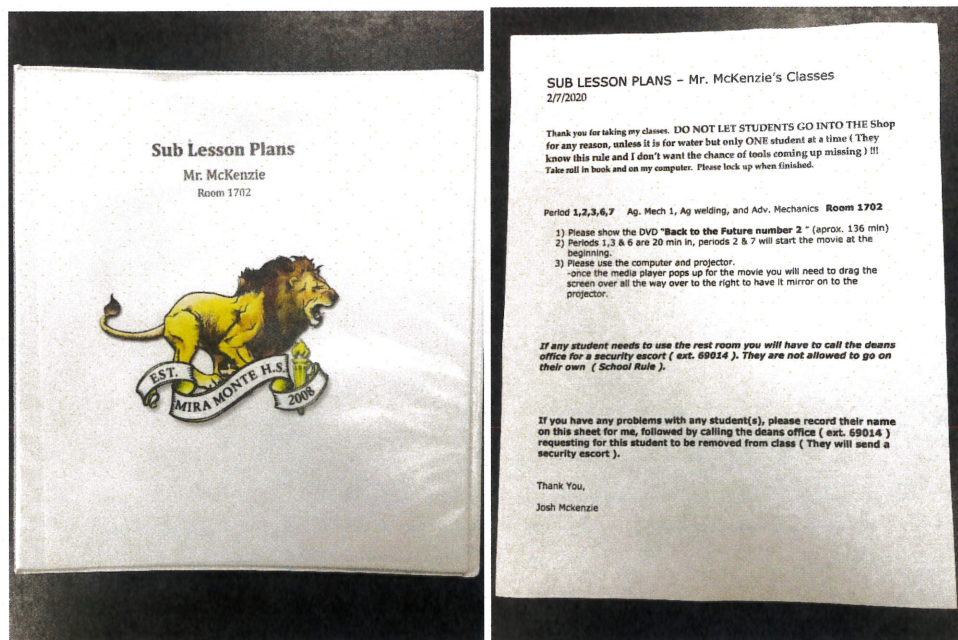 Sub Lesson Plans
Mr. McKenzie
Room 1702
EST.
MIRA MONTE H.S.
2008
SUB LESSON PLANS – Mr. McKenzie's Classes
2/7/2020
Thank you for taking my classes. DO NOT LET STUDENTS GO INTO THE Shop
for any reason, unless it is for water but only ONE student at a time ( They
know this rule and I don't want the chance of tools coming up missing ) !!!
Take roll in book and on my computer. Please lock up when finished.
Period 1,2,3,6,7 Ag. Mech 1, Ag welding, and Adv. Mechanics Room 1702
1) Please show the DVD "Back to the Future number 2 " (aprox. 136 min)
2) Periods 1,3 & 6 are 20 min in, periods 2 & 7 will start the movie at the
beginning.
3) Please use the computer and projector.
-once the media player pops up for the movie you will need to drag the
screen over all the way over to the right to have it mirror on to the
projector.
If any student needs to use the rest room you will have to call the deans
office for a security escort ( ext. 69014 ). They are not allowed to go on
their own ( School Rule ).
If you have any problems with any student(s), please record their name
on this sheet for me, followed by calling the deans office ( ext. 69014 )
requesting for this student to be removed from class ( They will send a
security escort ).
Thank You,
Josh Mckenzie